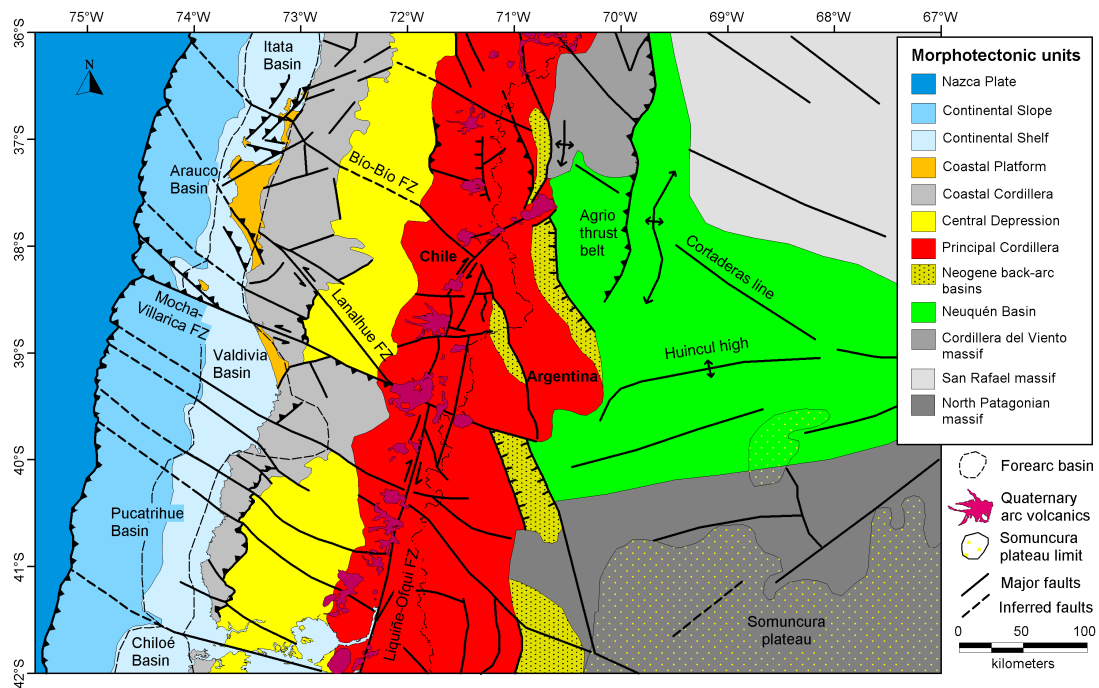 75°W 74°W 73°W 72°W 71°W 70°W 69°W 68°W 67°W
36°S
37°S
38°S
39°S
40°S
41°S
42°S
N
Itata
Basin
Arauco
Basin
Bío-Bío FZ
Agrio
thrust
belt
Chile
Cortaderas line
Mocha-
Villarica FZ
Lanalhue FZ
Valdivia
Basin
Huincul high
Argentina
Pucatrihue
Basin
Liquiñe-Ofqui FZ
Chiloé
Basin
Somuncura
plateau
Morphotectonic units
Nazca Plate
Continental Slope
Continental Shelf
Coastal Platform
Coastal Cordillera
Central Depression
Principal Cordillera
Neogene back-arc
basins
Neuquén Basin
Cordillera del Viento
massif
San Rafael massif
North Patagonian
massif
Forearc basin
Quaternary
arc volcanics
Somuncura
plateau limit
Major faults
Inferred faults
0 50 100
kilometers